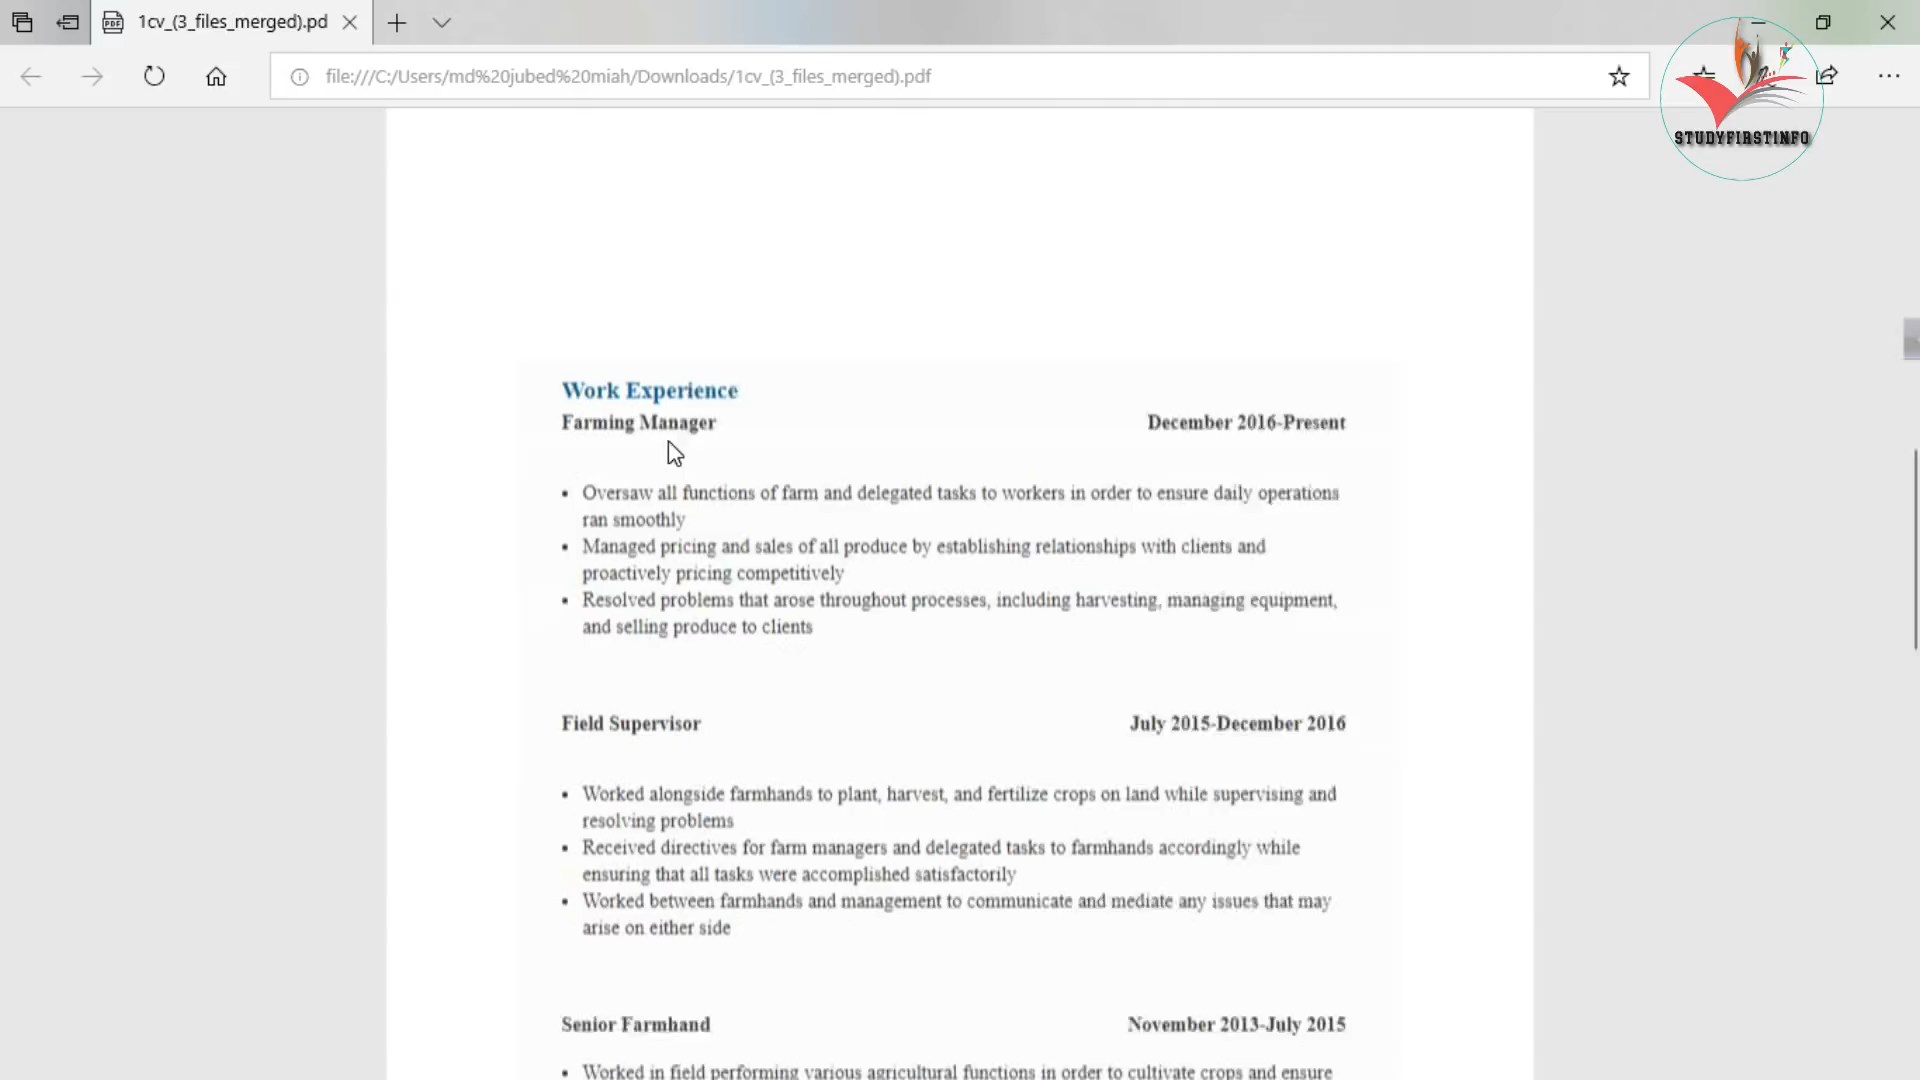 1cv_(3_files_merged).pd
file:///C:/Users/md%20jubed%20miah/Downloads/1cv_(3_files_merged).pdf
STUDYFIRSTINFO
Work Experience
Farming Manager December 2016-Present
• Oversaw all functions of farm and delegated tasks to workers in order to ensure daily operations
ran smoothly
• Managed pricing and sales of all produce by establishing relationships with clients and
proactively pricing competitively
• Resolved problems that arose throughout processes, including harvesting, managing equipment,
and selling produce to clients
Field Supervisor July 2015-December 2016
• Worked alongside farmhands to plant, harvest, and fertilize crops on land while supervising and
resolving problems
• Received directives for farm managers and delegated tasks to farmhands accordingly while
ensuring that all tasks were accomplished satisfactorily
• Worked between farmhands and management to communicate and mediate any issues that may
arise on either side
Senior Farmhand November 2013-July 2015
• Worked in field performing various agricultural functions in order to cultivate crops and ensure